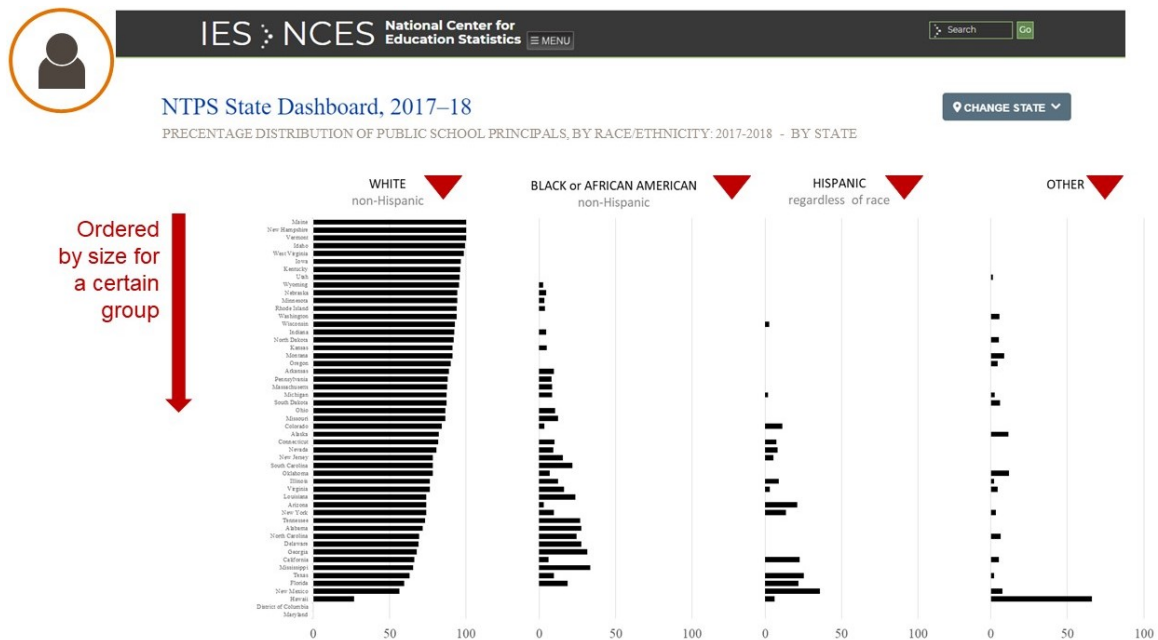 IES NCES National Center for
Education Statistics ≡ MENU
Search Go
NTPS State Dashboard, 2017–18
CHANGE STATE
PRECENTAGE DISTRIBUTION OF PUBLIC SCHOOL PRINCIPALS, BY RACE/ETHNICITY: 2017-2018 - BY STATE
WHITE
non-Hispanic
BLACK or AFRICAN AMERICAN
non-Hispanic
HISPANIC
regardless of race
OTHER
Ordered
by size for
a certain
group
Maine
New Hampshire
Vermont
Idaho
West Virginia
Iowa
Kentucky
Utah
Wyoming
Nebraska
Minnesota
Rhode Island
Washington
Wisconsin
Indiana
North Dakota
Kansas
Montana
Oregon
Arkansas
Pennsylvania
Massachusetts
Michigan
South Dakota
Ohio
Missouri
Colorado
Alaska
Connecticut
Nevada
New Jersey
South Carolina
Oklahoma
Illinois
Virginia
Louisiana
Arizona
New York
Tennessee
Alabama
North Carolina
Delaware
Georgia
California
Mississippi
Texas
Florida
New Mexico
Hawaii
District of Columbia
Maryland
0 50 100 0 50 100 0 50 100 0 50 100